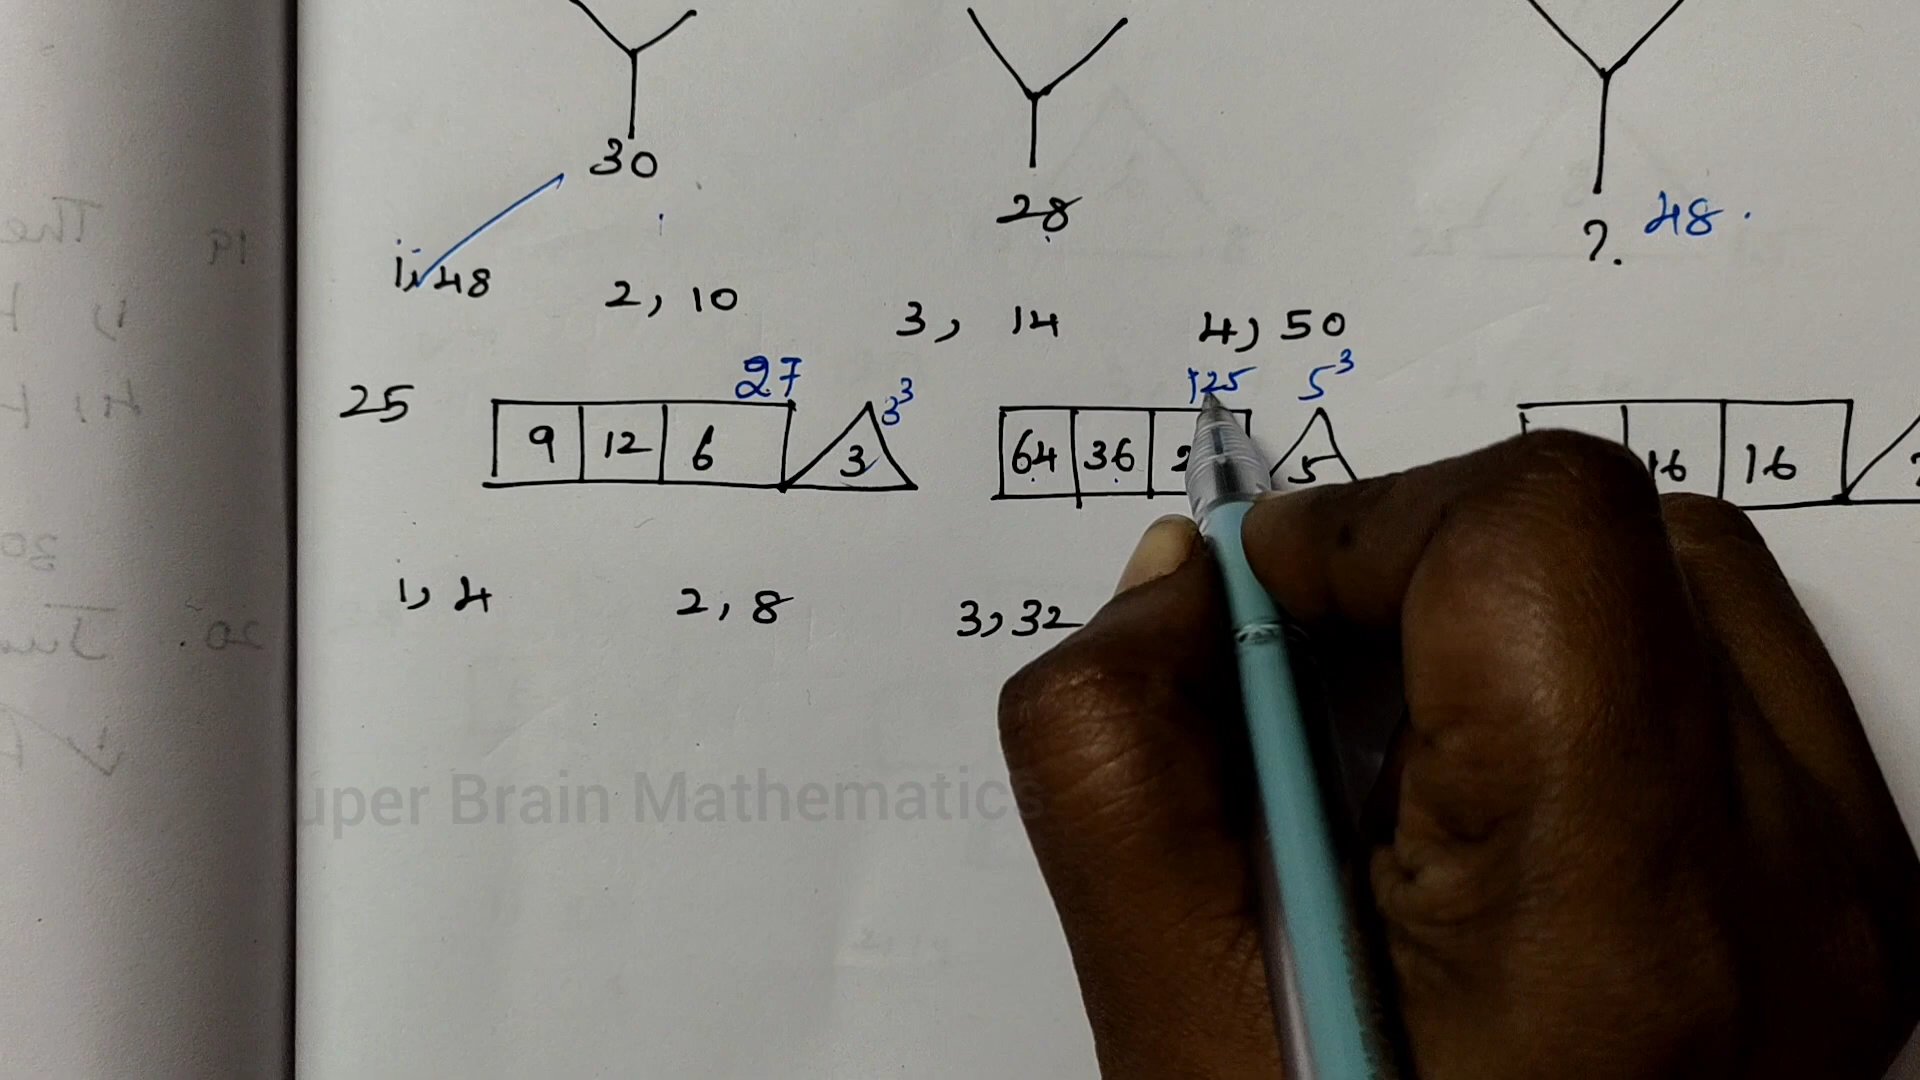 30
28
?. 48.
1, 48 2, 10 3, 14 4, 50
25 27 3³ 125 5³
9 12 6 3 64 36 2 5 16 16
1, 4 2, 8 3, 32
uper Brain Mathematics